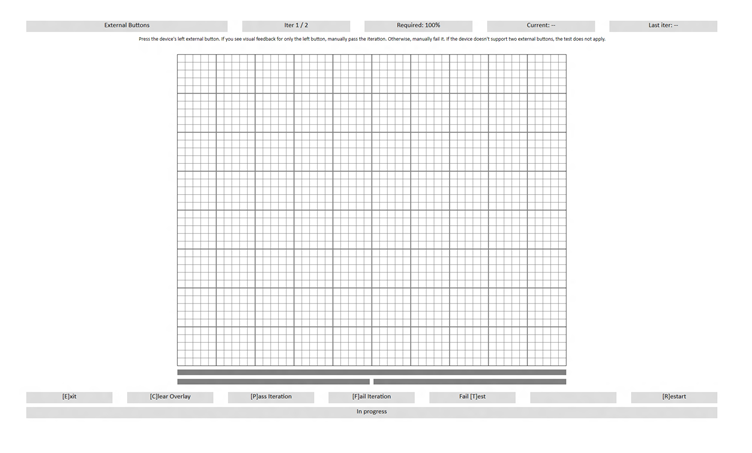 External Buttons Iter 1 / 2 Required: 100% Current: -- Last iter: --
Press the device's left external button. If you see visual feedback for only the left button, manually pass the iteration. Otherwise, manually fail it. If the device doesn't support two external buttons, the test does not apply.
[E]xit [C]lear Overlay [P]ass Iteration [F]ail Iteration Fail [T]est [R]estart
In progress